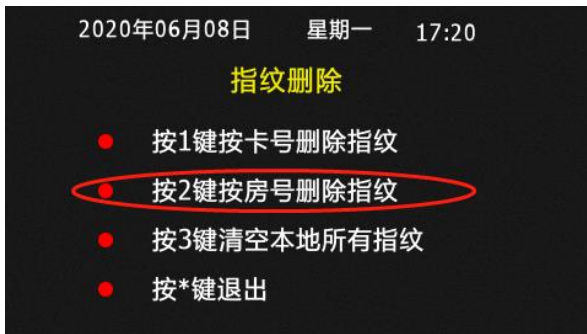 2020年06月08日 星期一 17:20
指纹删除
按1键按卡号删除指纹
按2键按房号删除指纹
按3键清空本地所有指纹
按*键退出